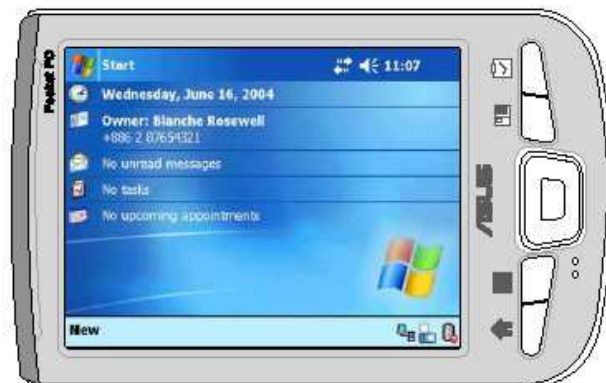 Pocket PC
Start 11:07
Wednesday, June 16, 2004
Owner: Blanche Rosewell
+886 2 87654321
No unread messages
No tasks
No upcoming appointments
New
ASUS